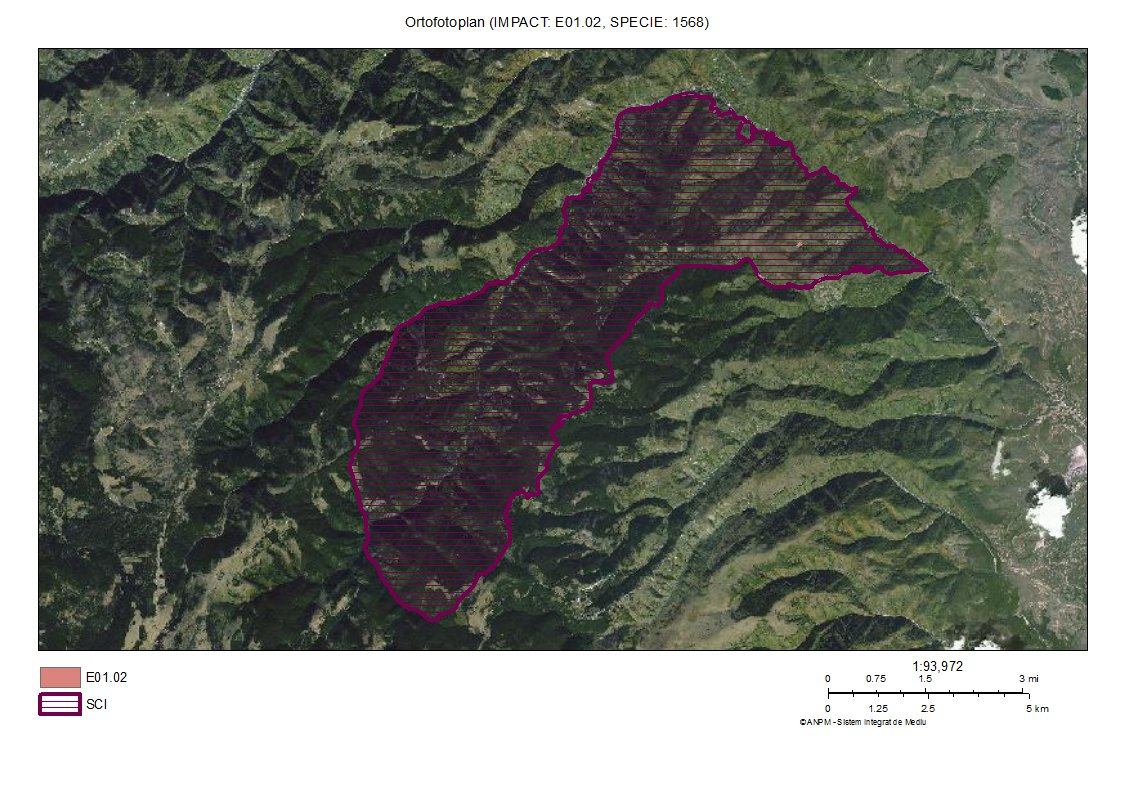 Ortofotoplan (IMPACT: E01.02, SPECIE: 1568)
E01.02
SCI
1:93,972
0 0.75 1.5 3 mi
0 1.25 2.5 5 km
©ANPM - Sistem Integrat de Mediu